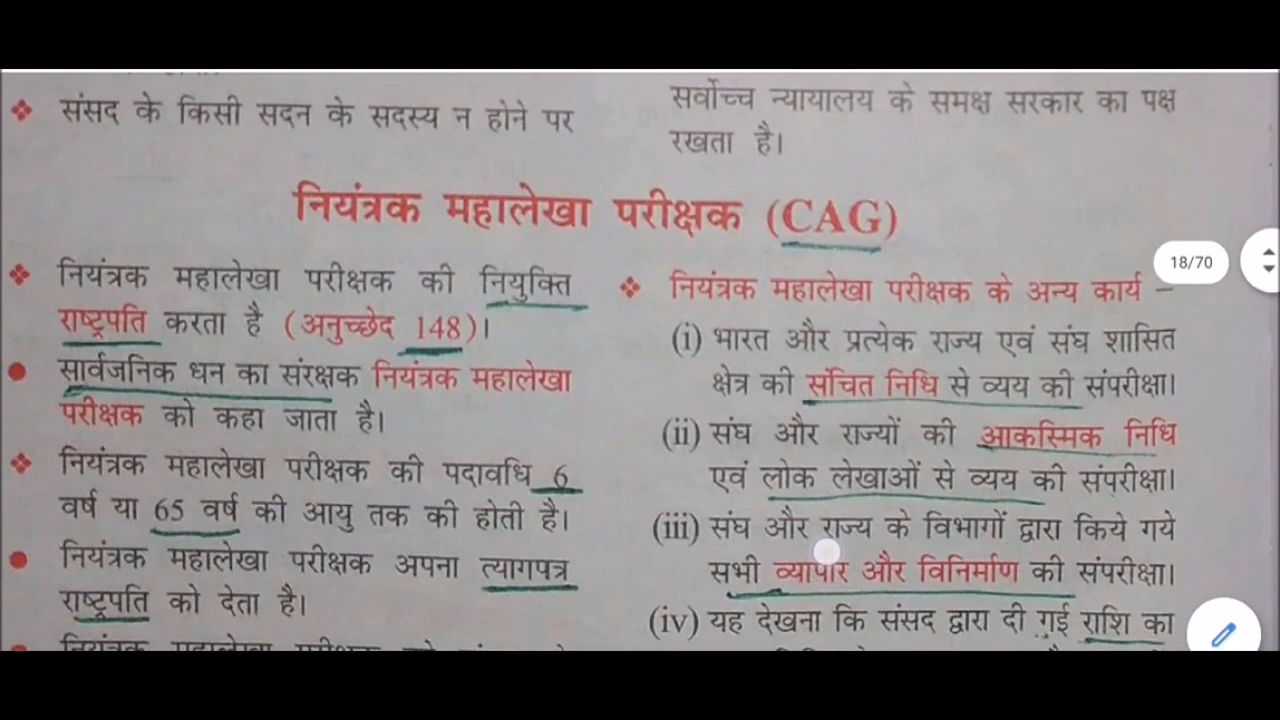 ❖ संसद के किसी सदन के सदस्य न होने पर
सर्वोच्च न्यायालय के समक्ष सरकार का पक्ष
रखता है।
नियंत्रक महालेखा परीक्षक (CAG)
❖ नियंत्रक महालेखा परीक्षक की नियुक्ति
राष्ट्रपति करता है (अनुच्छेद 148)।
● सार्वजनिक धन का संरक्षक नियंत्रक महालेखा
परीक्षक को कहा जाता है।
❖ नियंत्रक महालेखा परीक्षक की पदावधि 6
वर्ष या 65 वर्ष की आयु तक की होती है।
● नियंत्रक महालेखा परीक्षक अपना त्यागपत्र
राष्ट्रपति को देता है।
❖ नियंत्रक महालेखा परीक्षक के अन्य कार्य –
(i) भारत और प्रत्येक राज्य एवं संघ शासित
क्षेत्र की संचित निधि से व्यय की संपरीक्षा।
(ii) संघ और राज्यों की आकस्मिक निधि
एवं लोक लेखाओं से व्यय की संपरीक्षा।
(iii) संघ और राज्य के विभागों द्वारा किये गये
सभी व्यापार और विनिर्माण की संपरीक्षा।
(iv) यह देखना कि संसद द्वारा दी गई राशि का
18/70